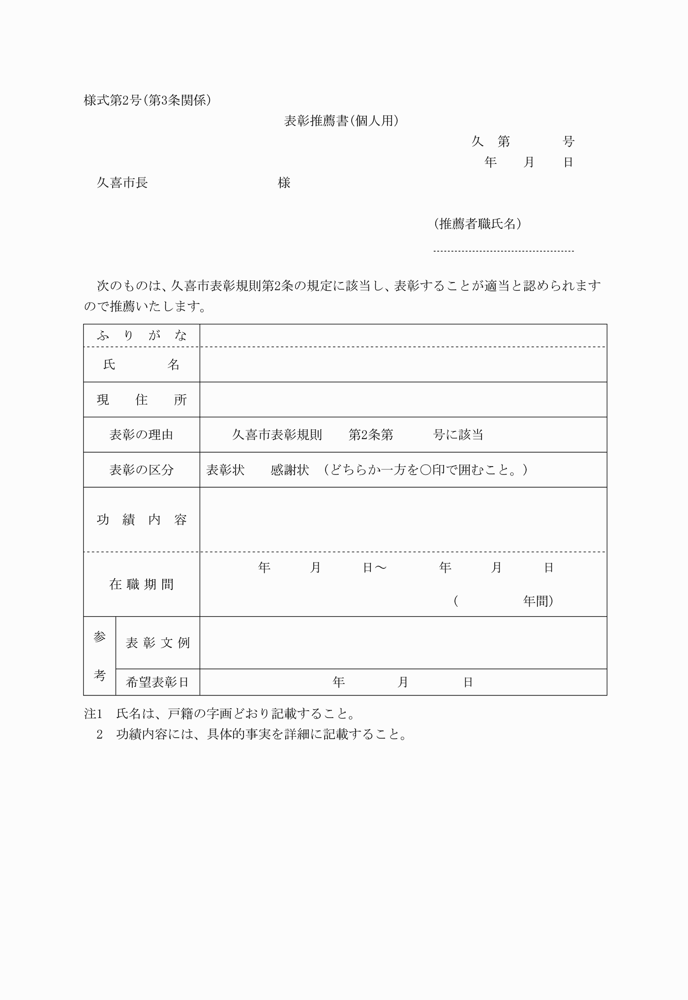 様式第2号(第3条関係)
表彰推薦書(個人用)
久　第　　　　号
年　　月　　日
久喜市長　　　　　　　　　　様
(推薦者職氏名)
次のものは、久喜市表彰規則第2条の規定に該当し、表彰することが適当と認められます
ので推薦いたします。
ふ　り　が　な
氏　　　　名
現　　住　　所
表彰の理由　　久喜市表彰規則　　第2条第　　　号に該当
表彰の区分　表彰状　　感謝状　(どちらか一方を〇印で囲むこと。)
功　績　内　容
年　　　月　　　日～　　　　年　　　月　　　日
在 職 期 間
(　　　　　年間)
参
考
表 彰 文 例
希望表彰日　　年　　　　月　　　　日
注1　氏名は、戸籍の字画どおり記載すること。
2　功績内容には、具体的事実を詳細に記載すること。